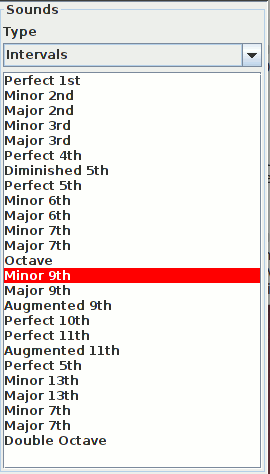 Sounds
Type
Intervals
Perfect 1st
Minor 2nd
Major 2nd
Minor 3rd
Major 3rd
Perfect 4th
Diminished 5th
Perfect 5th
Minor 6th
Major 6th
Minor 7th
Major 7th
Octave
Minor 9th
Major 9th
Augmented 9th
Perfect 10th
Perfect 11th
Augmented 11th
Perfect 5th
Minor 13th
Major 13th
Minor 7th
Major 7th
Double Octave